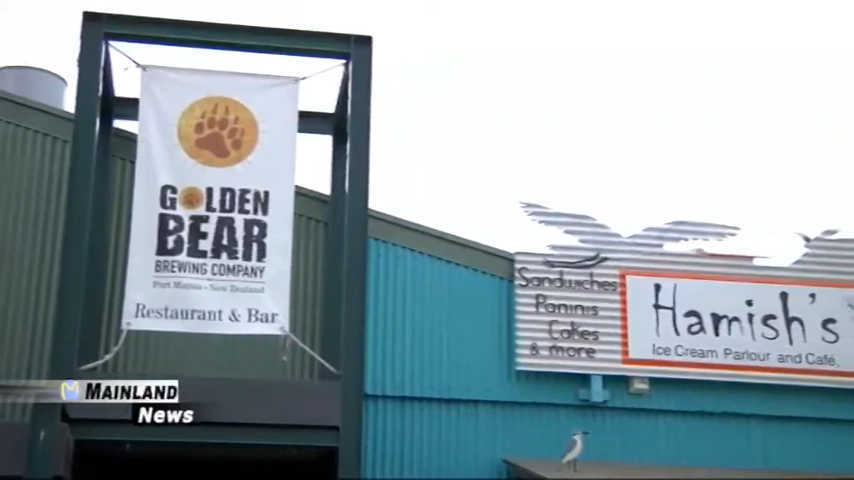 GOLDEN
BEAR
BREWING COMPANY
Port Mapua - New Zealand
Restaurant & Bar
Sandwiches
Paninis
Cakes
& more
Hamish's
Ice Cream Parlour and Café
MAINLAND
News